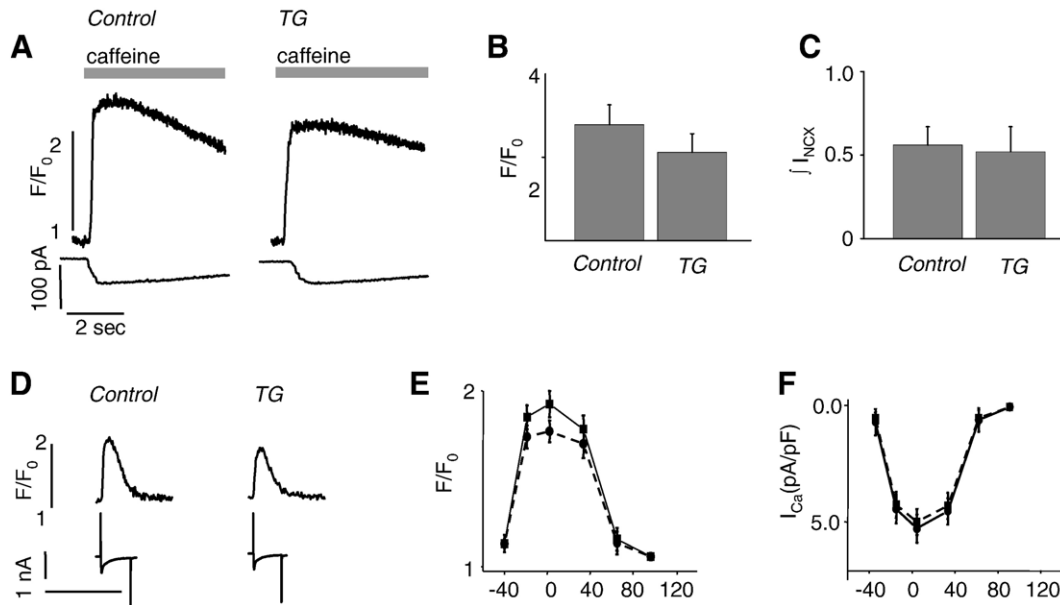 Control TG
A
caffeine caffeine
F/F0
2
1
100 pA
2 sec
B
F/F0
4
2
Control TG
C
∫ INCX
1.0
0.5
0
Control TG
D
Control TG
F/F0
2
1
1 nA
E
F/F0
2
1
-40 0 40 80 120
F
ICa(pA/pF)
0.0
5.0
-40 0 40 80 120